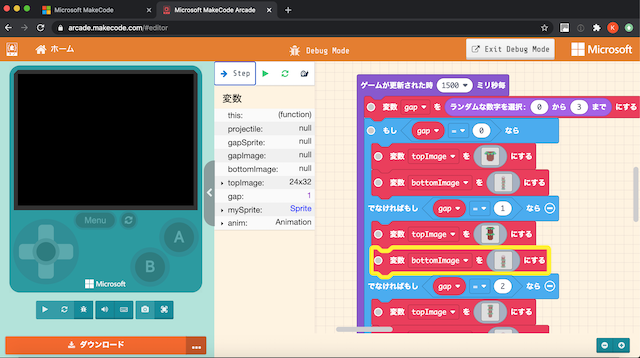 Microsoft MakeCode
Microsoft MakeCode Arcade
arcade.makecode.com/#editor
K
ホーム
Debug Mode
Exit Debug Mode
Microsoft
Step
変数
this: (function)
projectile: null
gapSprite: null
gapImage: null
bottomImage: null
topImage: 24x32
gap: 1
mySprite: Sprite
anim: Animation
Menu
A
B
Microsoft
ダウンロード
ゲームが更新された時 1500 ミリ秒毎
変数 gap を ランダムな数字を選択: 0 から 3 まで にする
もし gap = 0 なら
変数 topImage を にする
変数 bottomImage を にする
でなければもし gap = 1 なら
変数 topImage を にする
変数 bottomImage を にする
でなければもし gap = 2 なら
変数 topImage を にする